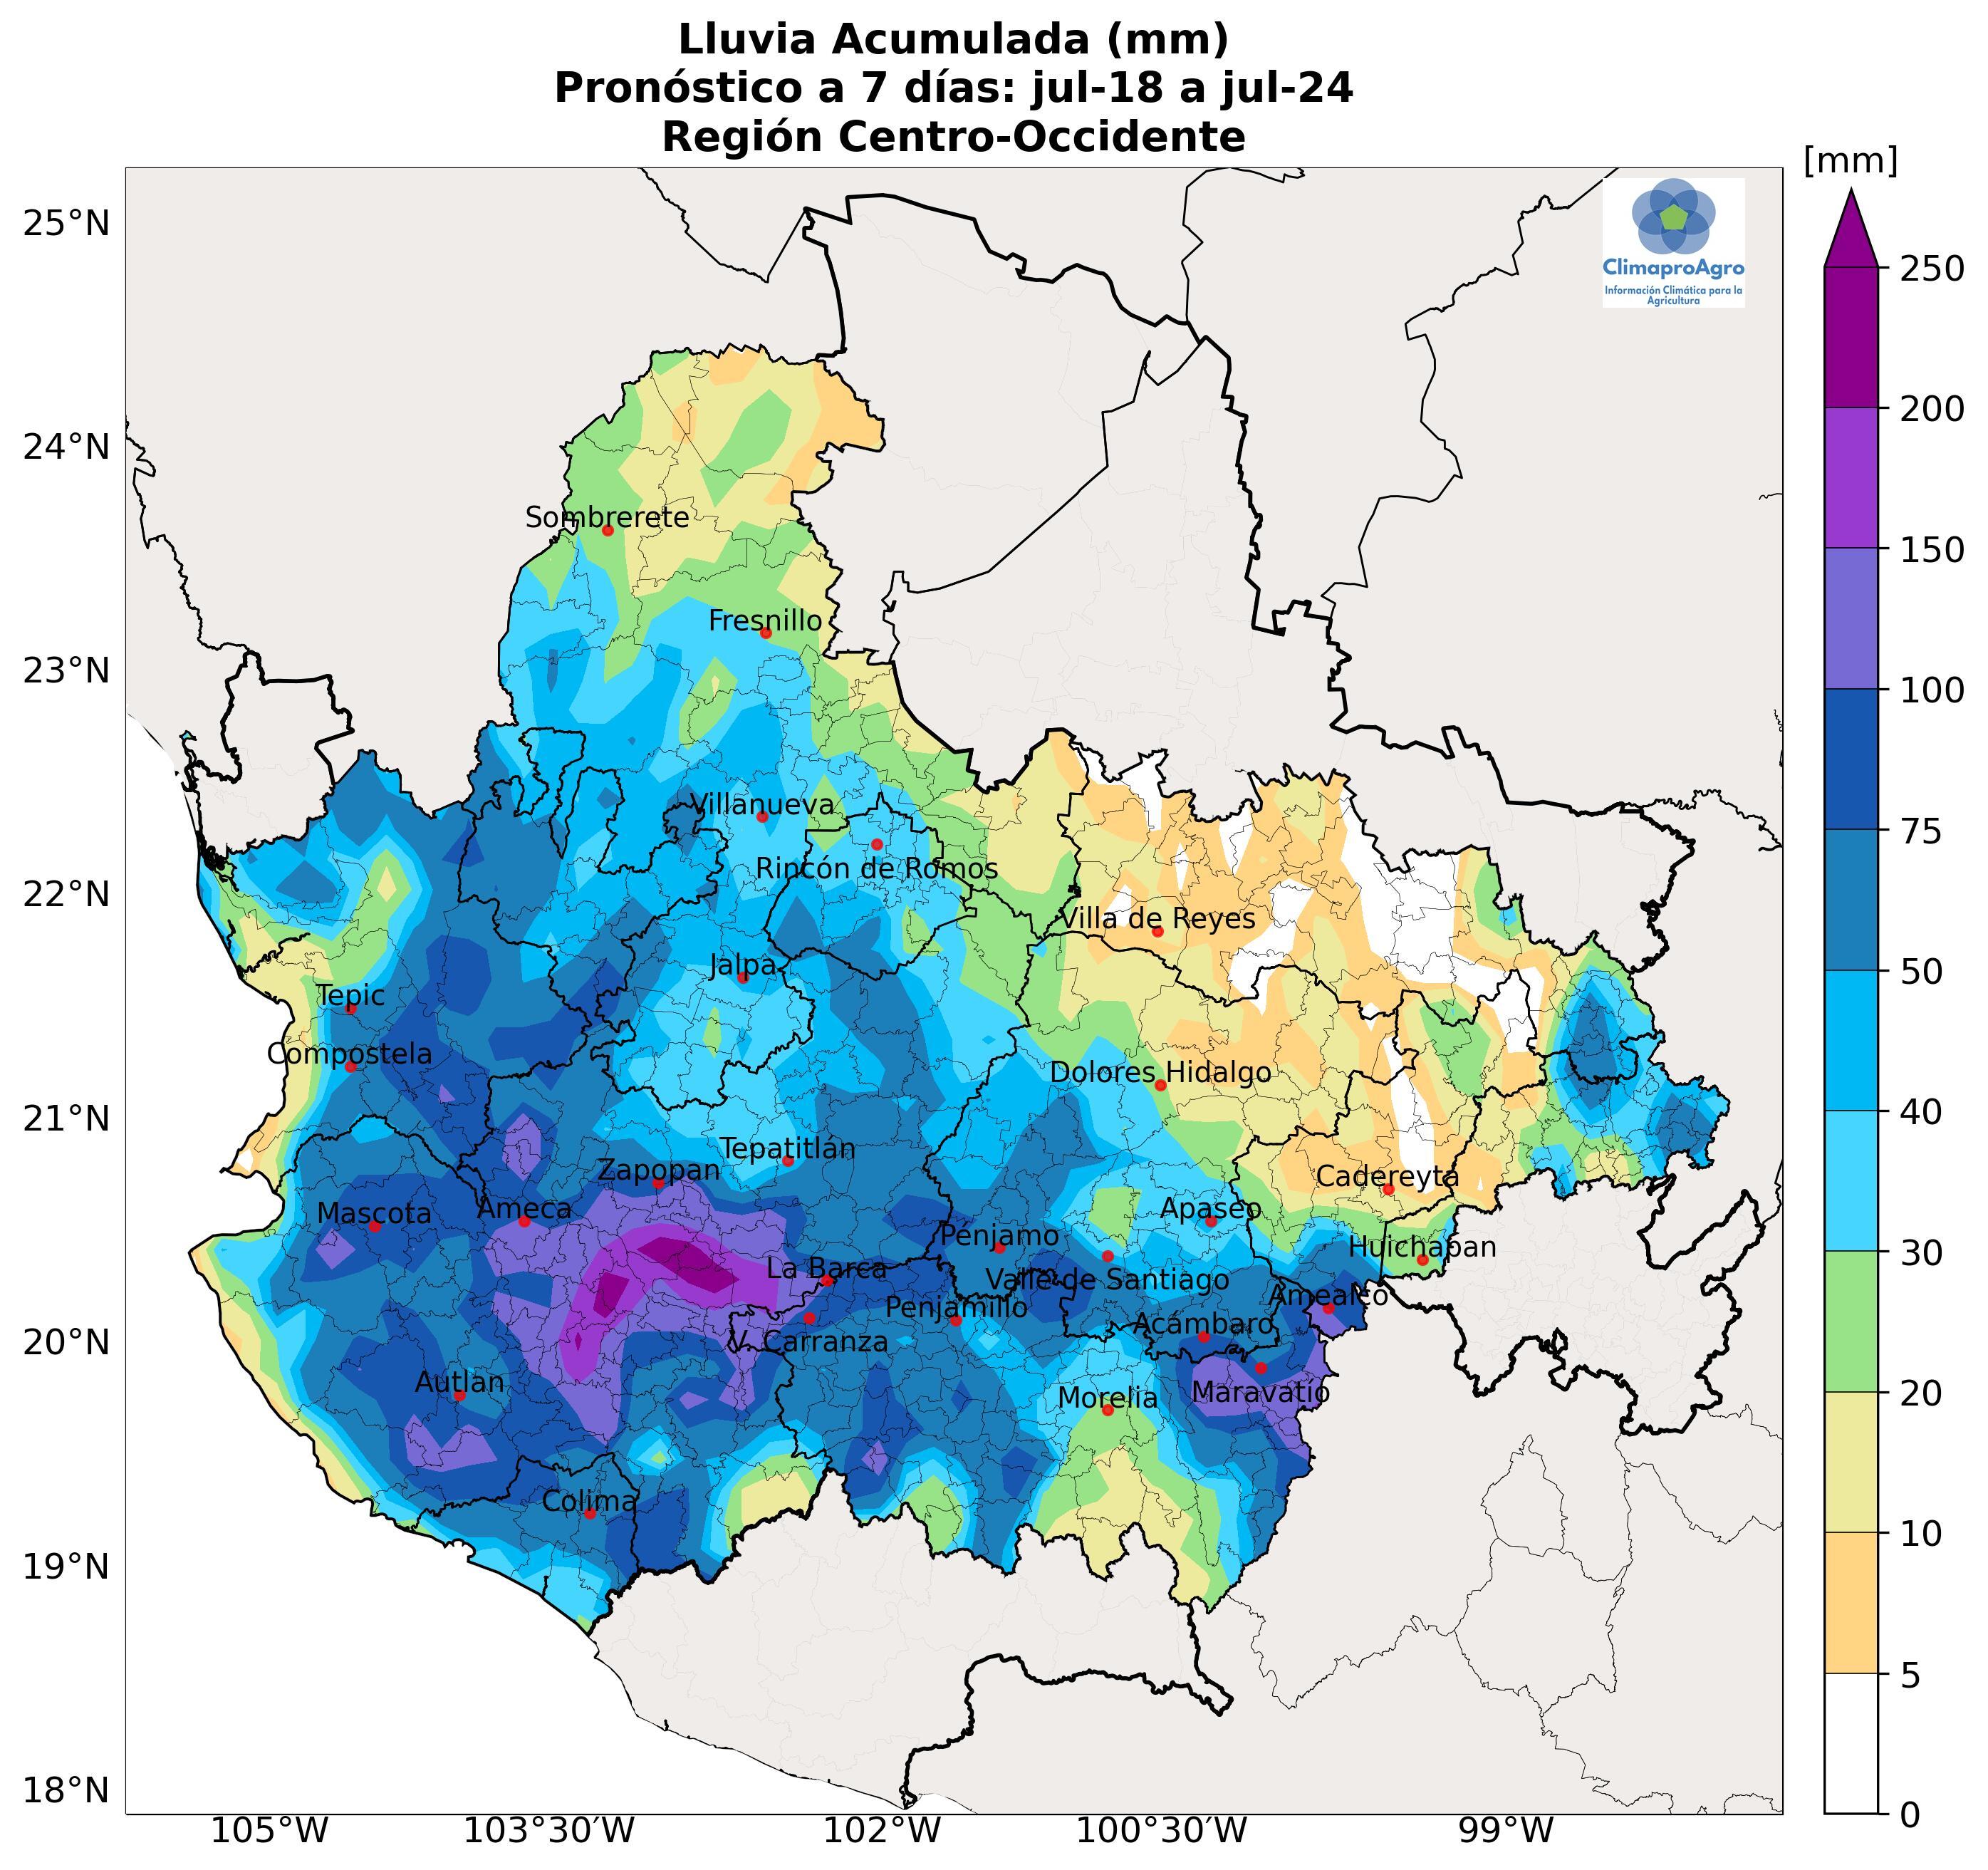 Lluvia Acumulada (mm)
Pronóstico a 7 días: jul-18 a jul-24
Región Centro-Occidente
[mm]
25°N
24°N
23°N
22°N
21°N
20°N
19°N
18°N
105°W
103°30'W
102°W
100°30'W
99°W
ClimaproAgro
Información Climática para la
Agricultura
Sombrerete
Fresnillo
Villanueva
Rincón de Romos
Villa de Reyes
Jalpa
Tepic
Compostela
Dolores Hidalgo
Tepatitlán
Zapopan
Cadereyta
Mascota
Ameca
Apaseo
Pénjamo
Huichapan
La Barca
Valle de Santiago
Amealco
Penjamillo
Acámbaro
V. Carranza
Autlan
Maravatío
Morelia
Colima
250
200
150
100
75
50
40
30
20
10
5
0